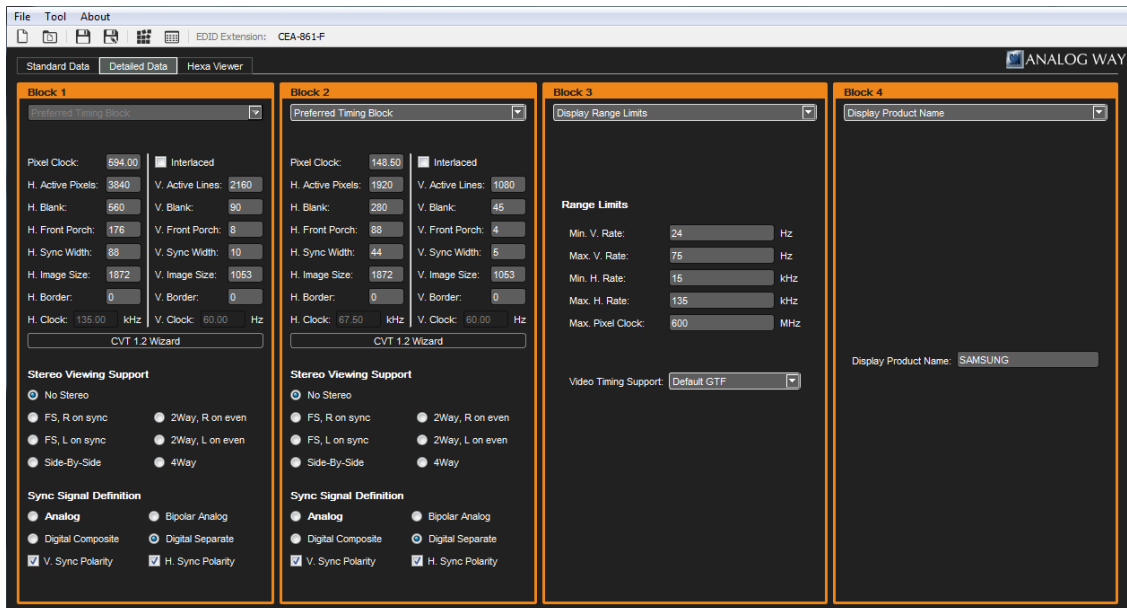 File Tool About
EDID Extension: CEA-861-F
Standard Data Detailed Data Hexa Viewer
ANALOG WAY
Block 1
Preferred Timing Block
Pixel Clock: 594.00 Interlaced
H. Active Pixels: 3840 V. Active Lines: 2160
H. Blank: 560 V. Blank: 90
H. Front Porch: 176 V. Front Porch: 8
H. Sync Width: 88 V. Sync Width: 10
H. Image Size: 1872 V. Image Size: 1053
H. Border: 0 V. Border: 0
H. Clock: 135.00 kHz V. Clock: 60.00 Hz
CVT 1.2 Wizard
Stereo Viewing Support
No Stereo
FS, R on sync 2Way, R on even
FS, L on sync 2Way, L on even
Side-By-Side 4Way
Sync Signal Definition
Analog Bipolar Analog
Digital Composite Digital Separate
V. Sync Polarity H. Sync Polarity
Block 2
Preferred Timing Block
Pixel Clock: 148.50 Interlaced
H. Active Pixels: 1920 V. Active Lines: 1080
H. Blank: 280 V. Blank: 45
H. Front Porch: 88 V. Front Porch: 4
H. Sync Width: 44 V. Sync Width: 5
H. Image Size: 1872 V. Image Size: 1053
H. Border: 0 V. Border: 0
H. Clock: 67.50 kHz V. Clock: 60.00 Hz
CVT 1.2 Wizard
Stereo Viewing Support
No Stereo
FS, R on sync 2Way, R on even
FS, L on sync 2Way, L on even
Side-By-Side 4Way
Sync Signal Definition
Analog Bipolar Analog
Digital Composite Digital Separate
V. Sync Polarity H. Sync Polarity
Block 3
Display Range Limits
Range Limits
Min. V. Rate: 24 Hz
Max. V. Rate: 75 Hz
Min. H. Rate: 15 kHz
Max. H. Rate: 135 kHz
Max. Pixel Clock: 600 MHz
Video Timing Support: Default GTF
Block 4
Display Product Name
Display Product Name: SAMSUNG